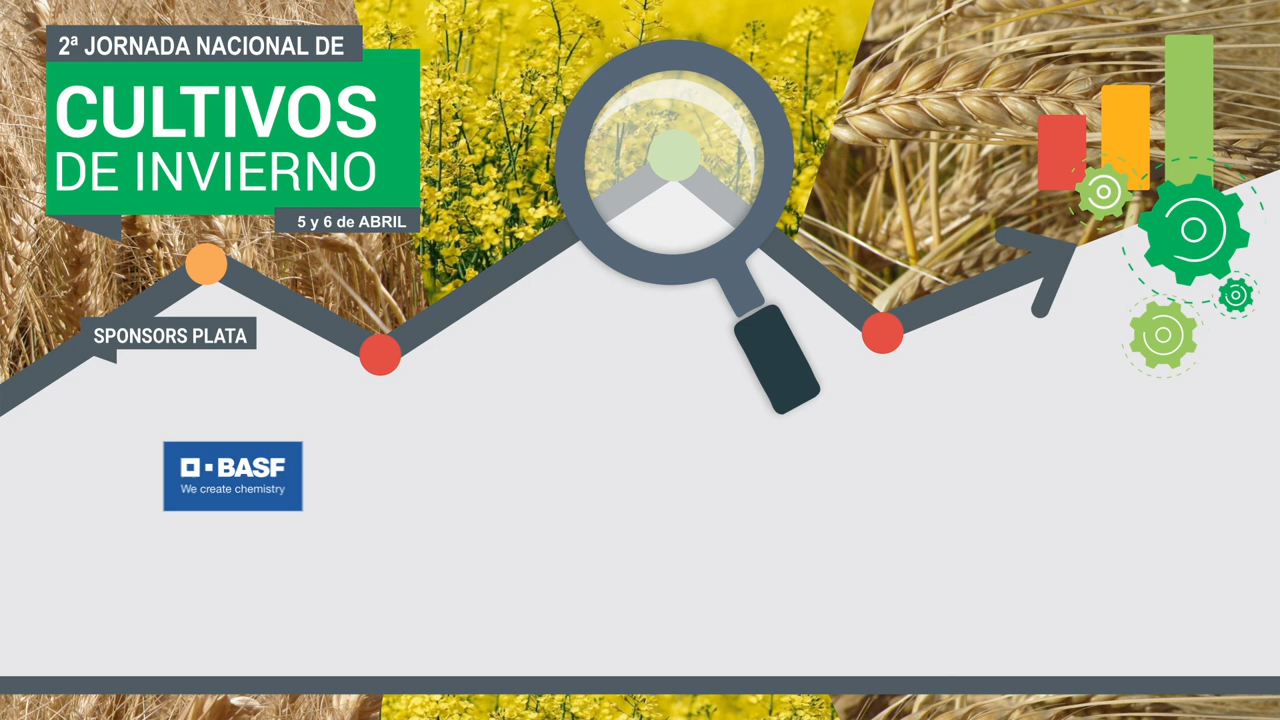 2ª JORNADA NACIONAL DE
CULTIVOS
DE INVIERNO
5 y 6 de ABRIL
SPONSORS PLATA
BASF
We create chemistry